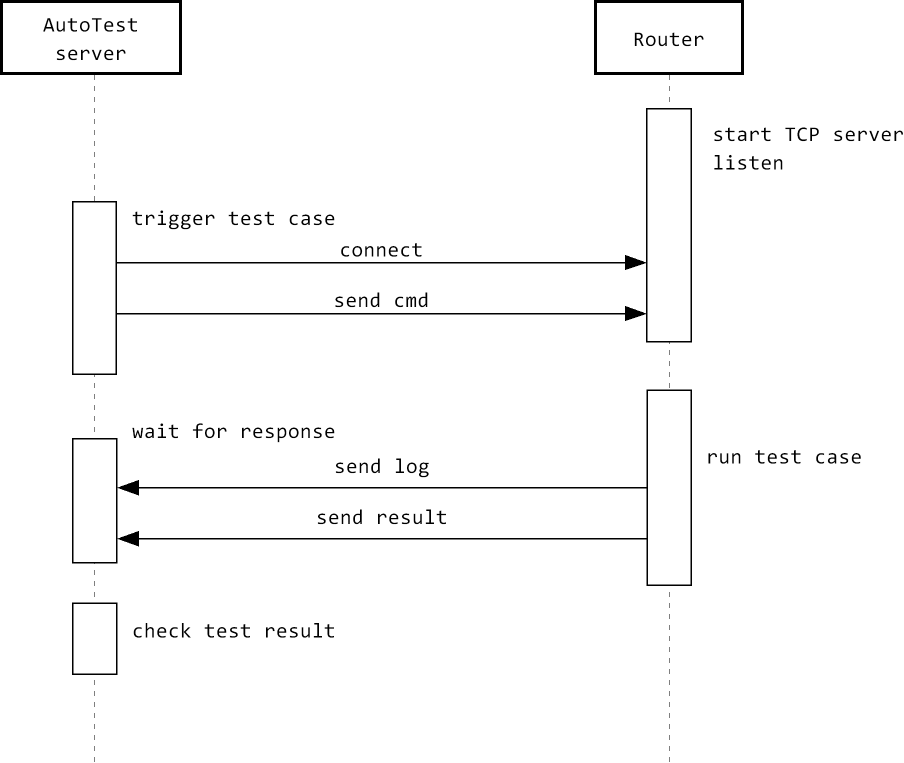 AutoTest
server
Router
start TCP server
listen
trigger test case
connect
send cmd
wait for response
run test case
send log
send result
check test result